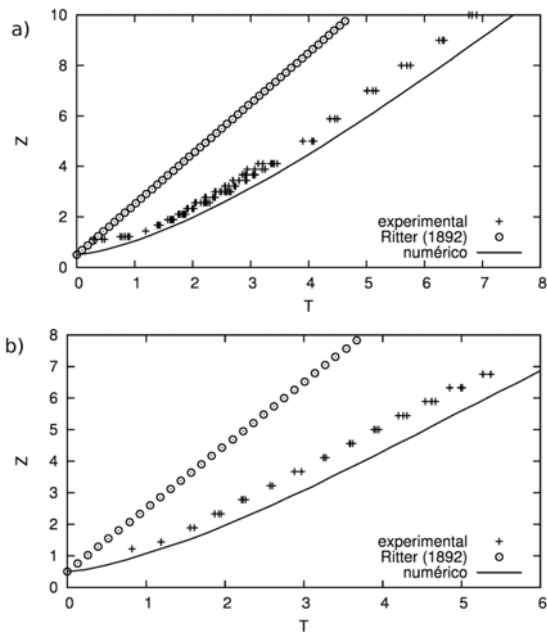 a)
10
8
6
4
2
0
Z
experimental
Ritter (1892)
numérico
0 1 2 3 4 5 6 7 8
T
b)
8
7
6
5
4
3
2
1
0
Z
experimental
Ritter (1892)
numérico
0 1 2 3 4 5 6
T